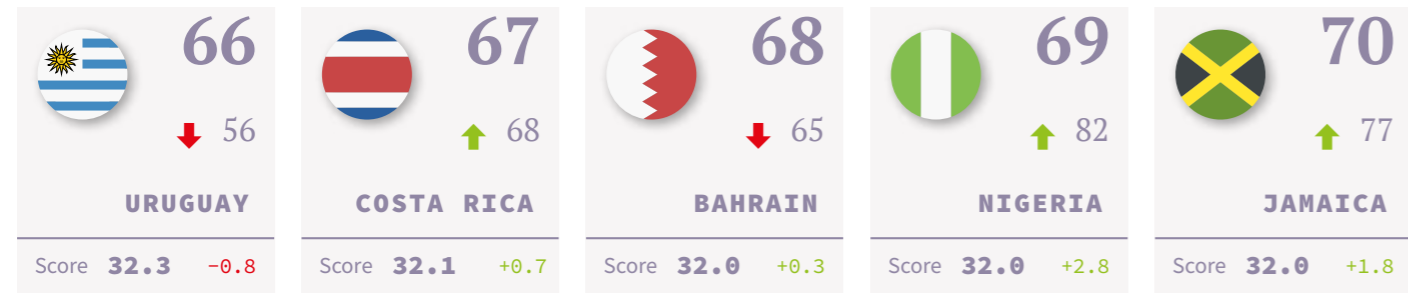 66
56
URUGUAY
Score 32.3 -0.8
67
68
COSTA RICA
Score 32.1 +0.7
68
65
BAHRAIN
Score 32.0 +0.3
69
82
NIGERIA
Score 32.0 +2.8
70
77
JAMAICA
Score 32.0 +1.8